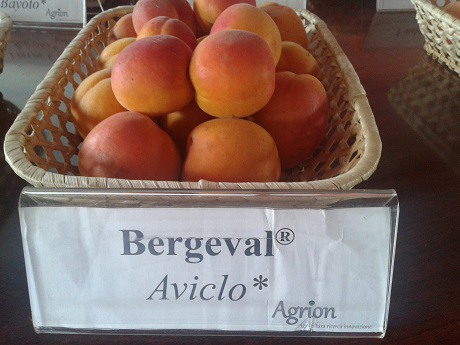 Bavoto*
Agrion
Bergeval®
Aviclo*
Agrion